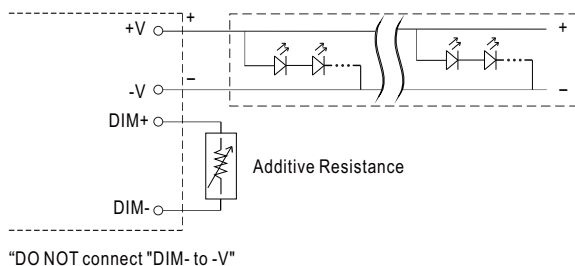 +V + +
-V − −
DIM+
Additive Resistance
DIM-
“DO NOT connect "DIM- to -V"